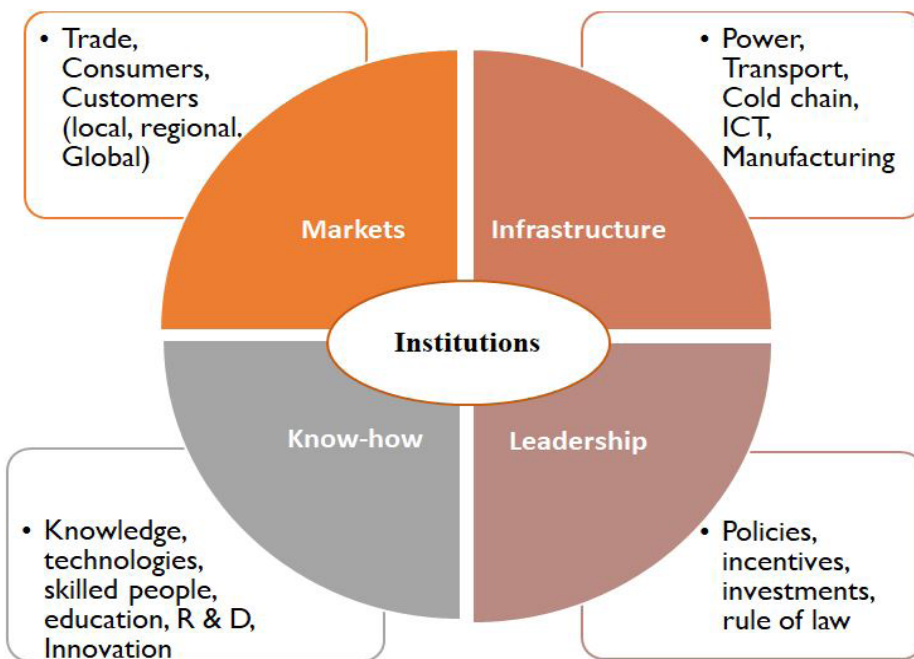 • Trade,
Consumers,
Customers
(local, regional,
Global)
• Power,
Transport,
Cold chain,
ICT,
Manufacturing
Markets
Infrastructure
Institutions
Know-how
Leadership
• Knowledge,
technologies,
skilled people,
education, R & D,
Innovation
• Policies,
incentives,
investments,
rule of law